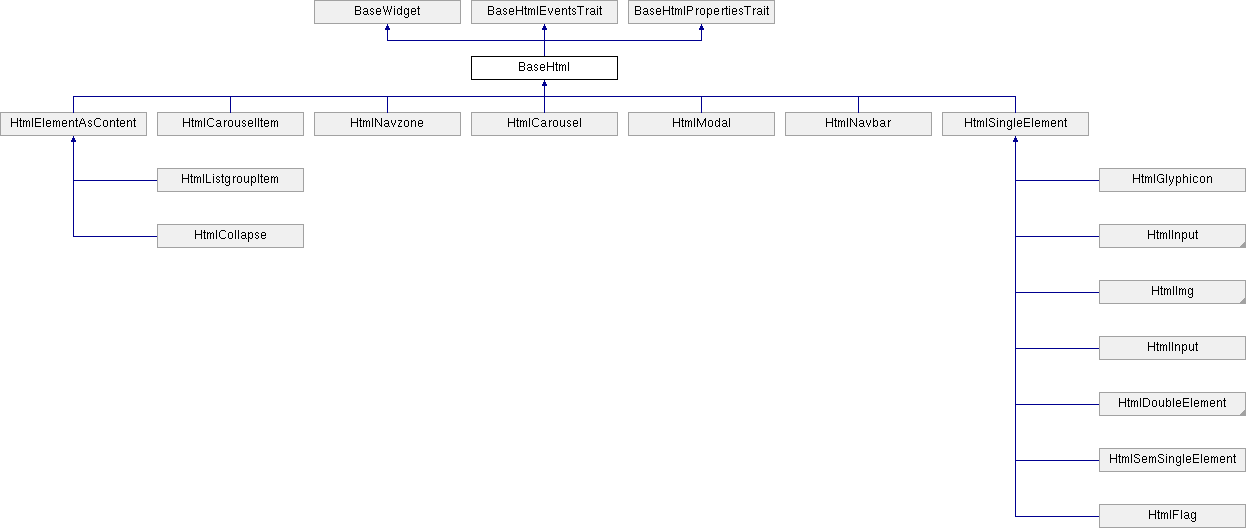 BaseWidget
BaseHtmlEventsTrait
BaseHtmlPropertiesTrait
BaseHtml
HtmlElementAsContent
HtmlCarouselItem
HtmlNavzone
HtmlCarousel
HtmlModal
HtmlNavbar
HtmlSingleElement
HtmlListgroupItem
HtmlGlyphicon
HtmlCollapse
HtmlInput
HtmlImg
HtmlInput
HtmlDoubleElement
HtmlSemSingleElement
HtmlFlag